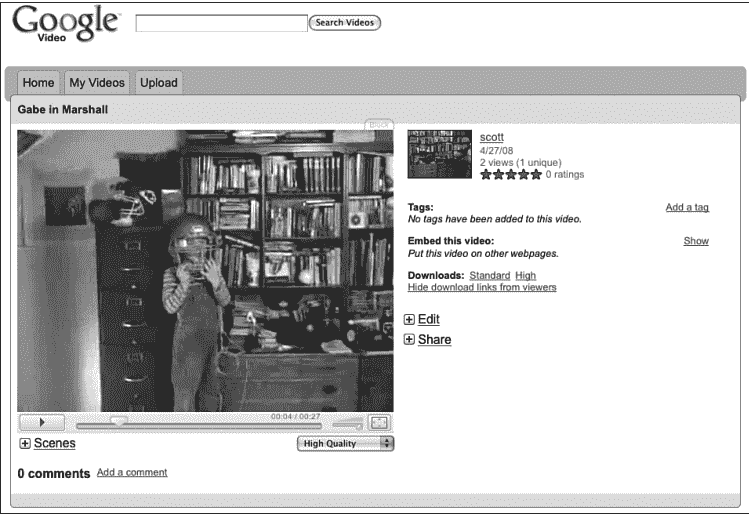 Google
Video
Search Videos
Home My Videos Upload
Gabe in Marshall
Block
scott
4/27/08
2 views (1 unique)
0 ratings
Tags: Add a tag
No tags have been added to this video.
Embed this video: Show
Put this video on other webpages.
Downloads: Standard High
Hide download links from viewers
Edit
Share
00:04 / 00:27
Scenes
High Quality
0 comments Add a comment